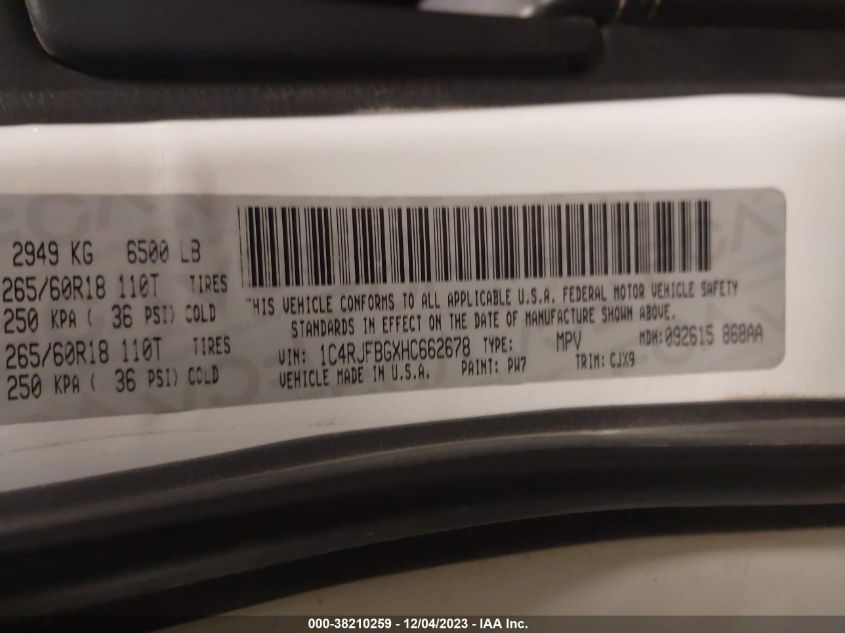 2949 KG 6500 LB
265/60R18 110T TIRES
250 KPA ( 36 PSI) COLD
265/60R18 110T TIRES
250 KPA ( 36 PSI) COLD
HIS VEHICLE CONFORMS TO ALL APPLICABLE U.S.A. FEDERAL MOTOR VEHICLE SAFETY
STANDARDS IN EFFECT ON THE DATE OF MANUFACTURE SHOWN ABOVE.
VIN: 1C4RJFBGXHC662678 TYPE: MPV MDH:092615 868AA
VEHICLE MADE IN U.S.A. PAINT: PW7 TRIM: CJX9
000-38210259 - 12/04/2023 - IAA Inc.